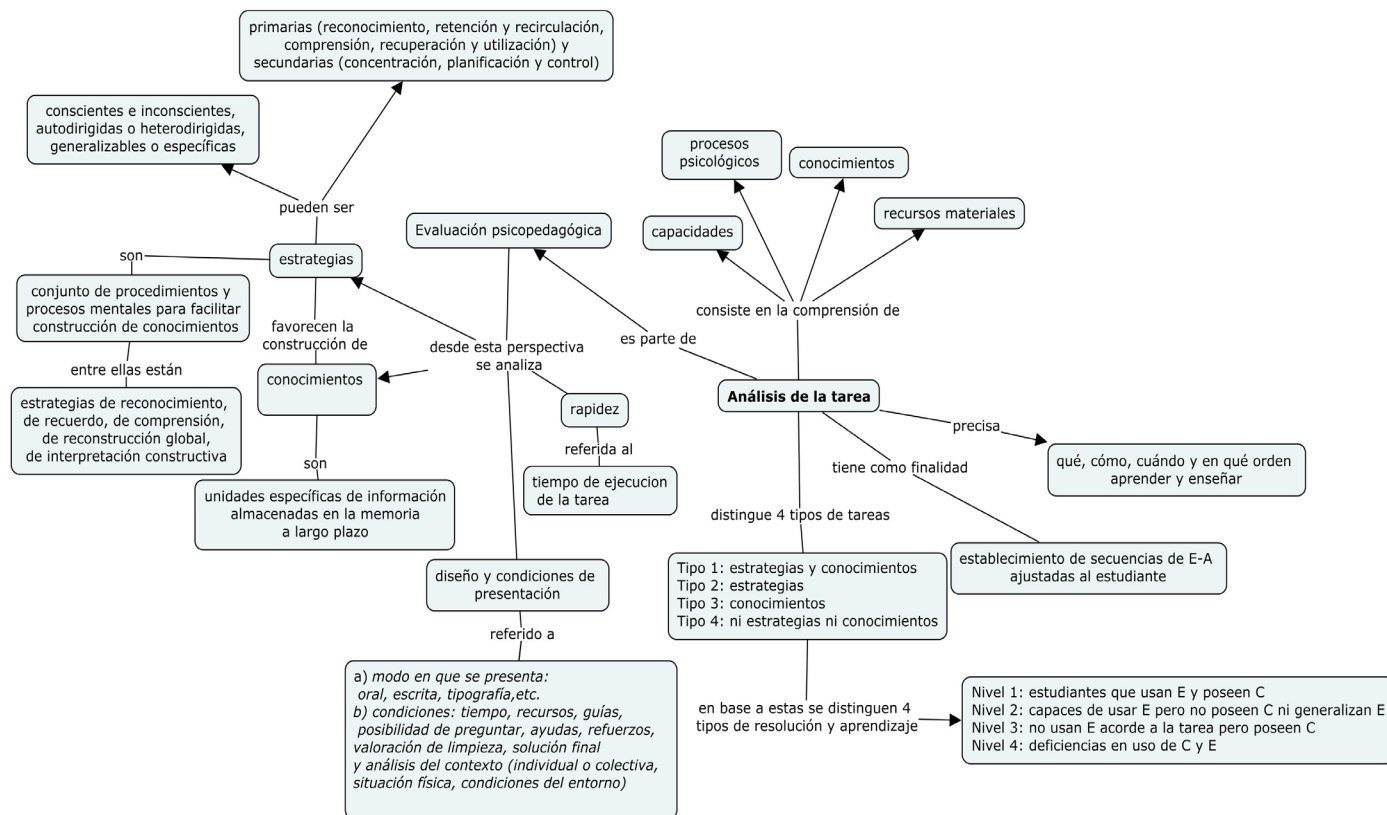 primarias (reconocimiento, retención y recirculación,
comprensión, recuperación y utilización) y
secundarias (concentración, planificación y control)
conscientes e inconscientes,
autodirigidas o heterodirigidas,
generalizables o específicas
pueden ser
estrategias
son
conjunto de procedimientos y
procesos mentales para facilitar
construcción de conocimientos
entre ellas están
estrategias de reconocimiento,
de recuerdo, de comprensión,
de reconstrucción global,
de interpretación constructiva
favorecen la
construcción de
conocimientos
son
unidades específicas de información
almacenadas en la memoria
a largo plazo
Evaluación psicopedagógica
desde esta perspectiva
se analiza
rapidez
referida al
tiempo de ejecucion
de la tarea
diseño y condiciones de
presentación
referido a
a) modo en que se presenta:
oral, escrita, tipografía,etc.
b) condiciones: tiempo, recursos, guías,
posibilidad de preguntar, ayudas, refuerzos,
valoración de limpieza, solución final
y análisis del contexto (individual o colectiva,
situación física, condiciones del entorno)
procesos
psicológicos
conocimientos
capacidades
recursos materiales
consiste en la comprensión de
es parte de
Análisis de la tarea
precisa
qué, cómo, cuándo y en qué orden
aprender y enseñar
tiene como finalidad
establecimiento de secuencias de E-A
ajustadas al estudiante
distingue 4 tipos de tareas
Tipo 1: estrategias y conocimientos
Tipo 2: estrategias
Tipo 3: conocimientos
Tipo 4: ni estrategias ni conocimientos
en base a estas se distinguen 4
tipos de resolución y aprendizaje
Nivel 1: estudiantes que usan E y poseen C
Nivel 2: capaces de usar E pero no poseen C ni generalizan E
Nivel 3: no usan E acorde a la tarea pero poseen C
Nivel 4: deficiencias en uso de C y E